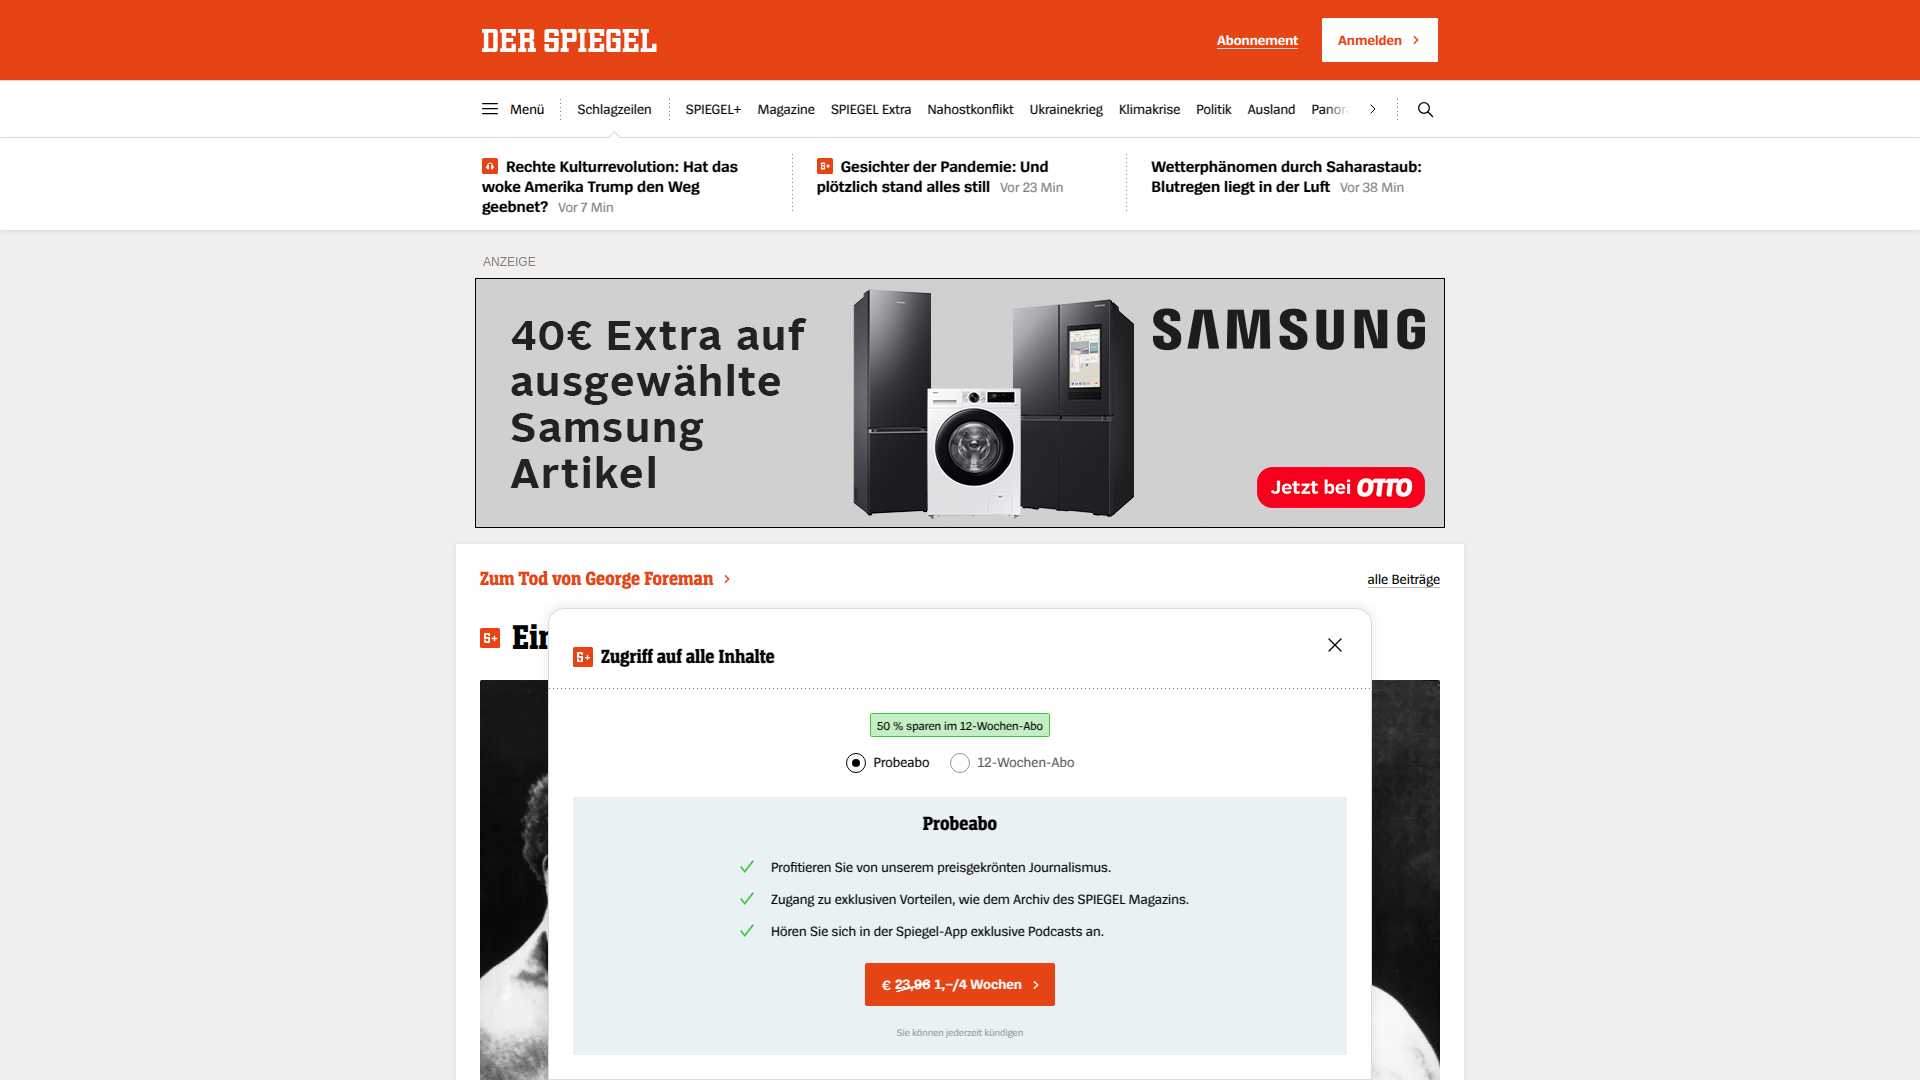 DER SPIEGEL
Abonnement
Anmelden
Menü
Schlagzeilen
SPIEGEL+
Magazine
SPIEGEL Extra
Nahostkonflikt
Ukrainekrieg
Klimakrise
Politik
Ausland
Panor
Rechte Kulturrevolution: Hat das
woke Amerika Trump den Weg
geebnet? Vor 7 Min
S+ Gesichter der Pandemie: Und
plötzlich stand alles still Vor 23 Min
Wetterphänomen durch Saharastaub:
Blutregen liegt in der Luft Vor 38 Min
ANZEIGE
40€ Extra auf
ausgewählte
Samsung
Artikel
SAMSUNG
Jetzt bei OTTO
Zum Tod von George Foreman
alle Beiträge
S+ Ein
S+ Zugriff auf alle Inhalte
50 % sparen im 12-Wochen-Abo
Probeabo
12-Wochen-Abo
Probeabo
Profitieren Sie von unserem preisgekrönten Journalismus.
Zugang zu exklusiven Vorteilen, wie dem Archiv des SPIEGEL Magazins.
Hören Sie sich in der Spiegel-App exklusive Podcasts an.
€ 23,96 1,–/4 Wochen
Sie können jederzeit kündigen